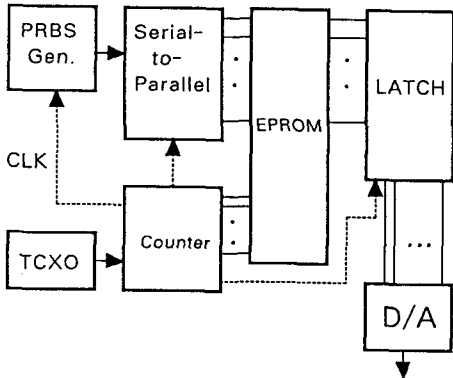 PRBS
Gen.
Serial-
to-
Parallel
EPROM
LATCH
CLK
Counter
TCXO
D/A